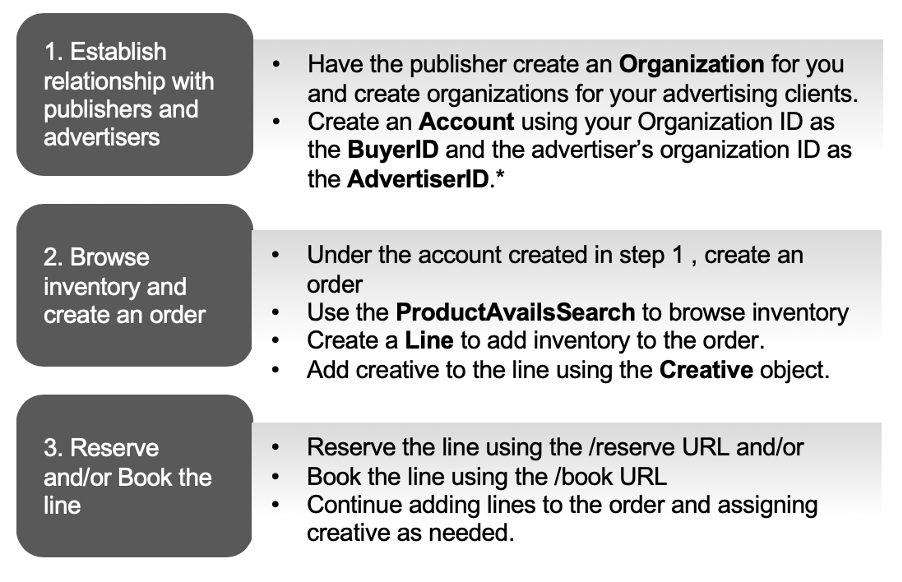 1. Establish
relationship with
publishers and
advertisers
• Have the publisher create an Organization for you
and create organizations for your advertising clients.
• Create an Account using your Organization ID as
the BuyerID and the advertiser’s organization ID as
the AdvertiserID.*
2. Browse
inventory and
create an order
• Under the account created in step 1 , create an
order
• Use the ProductAvailsSearch to browse inventory
• Create a Line to add inventory to the order.
• Add creative to the line using the Creative object.
3. Reserve
and/or Book the
line
• Reserve the line using the /reserve URL and/or
• Book the line using the /book URL
• Continue adding lines to the order and assigning
creative as needed.